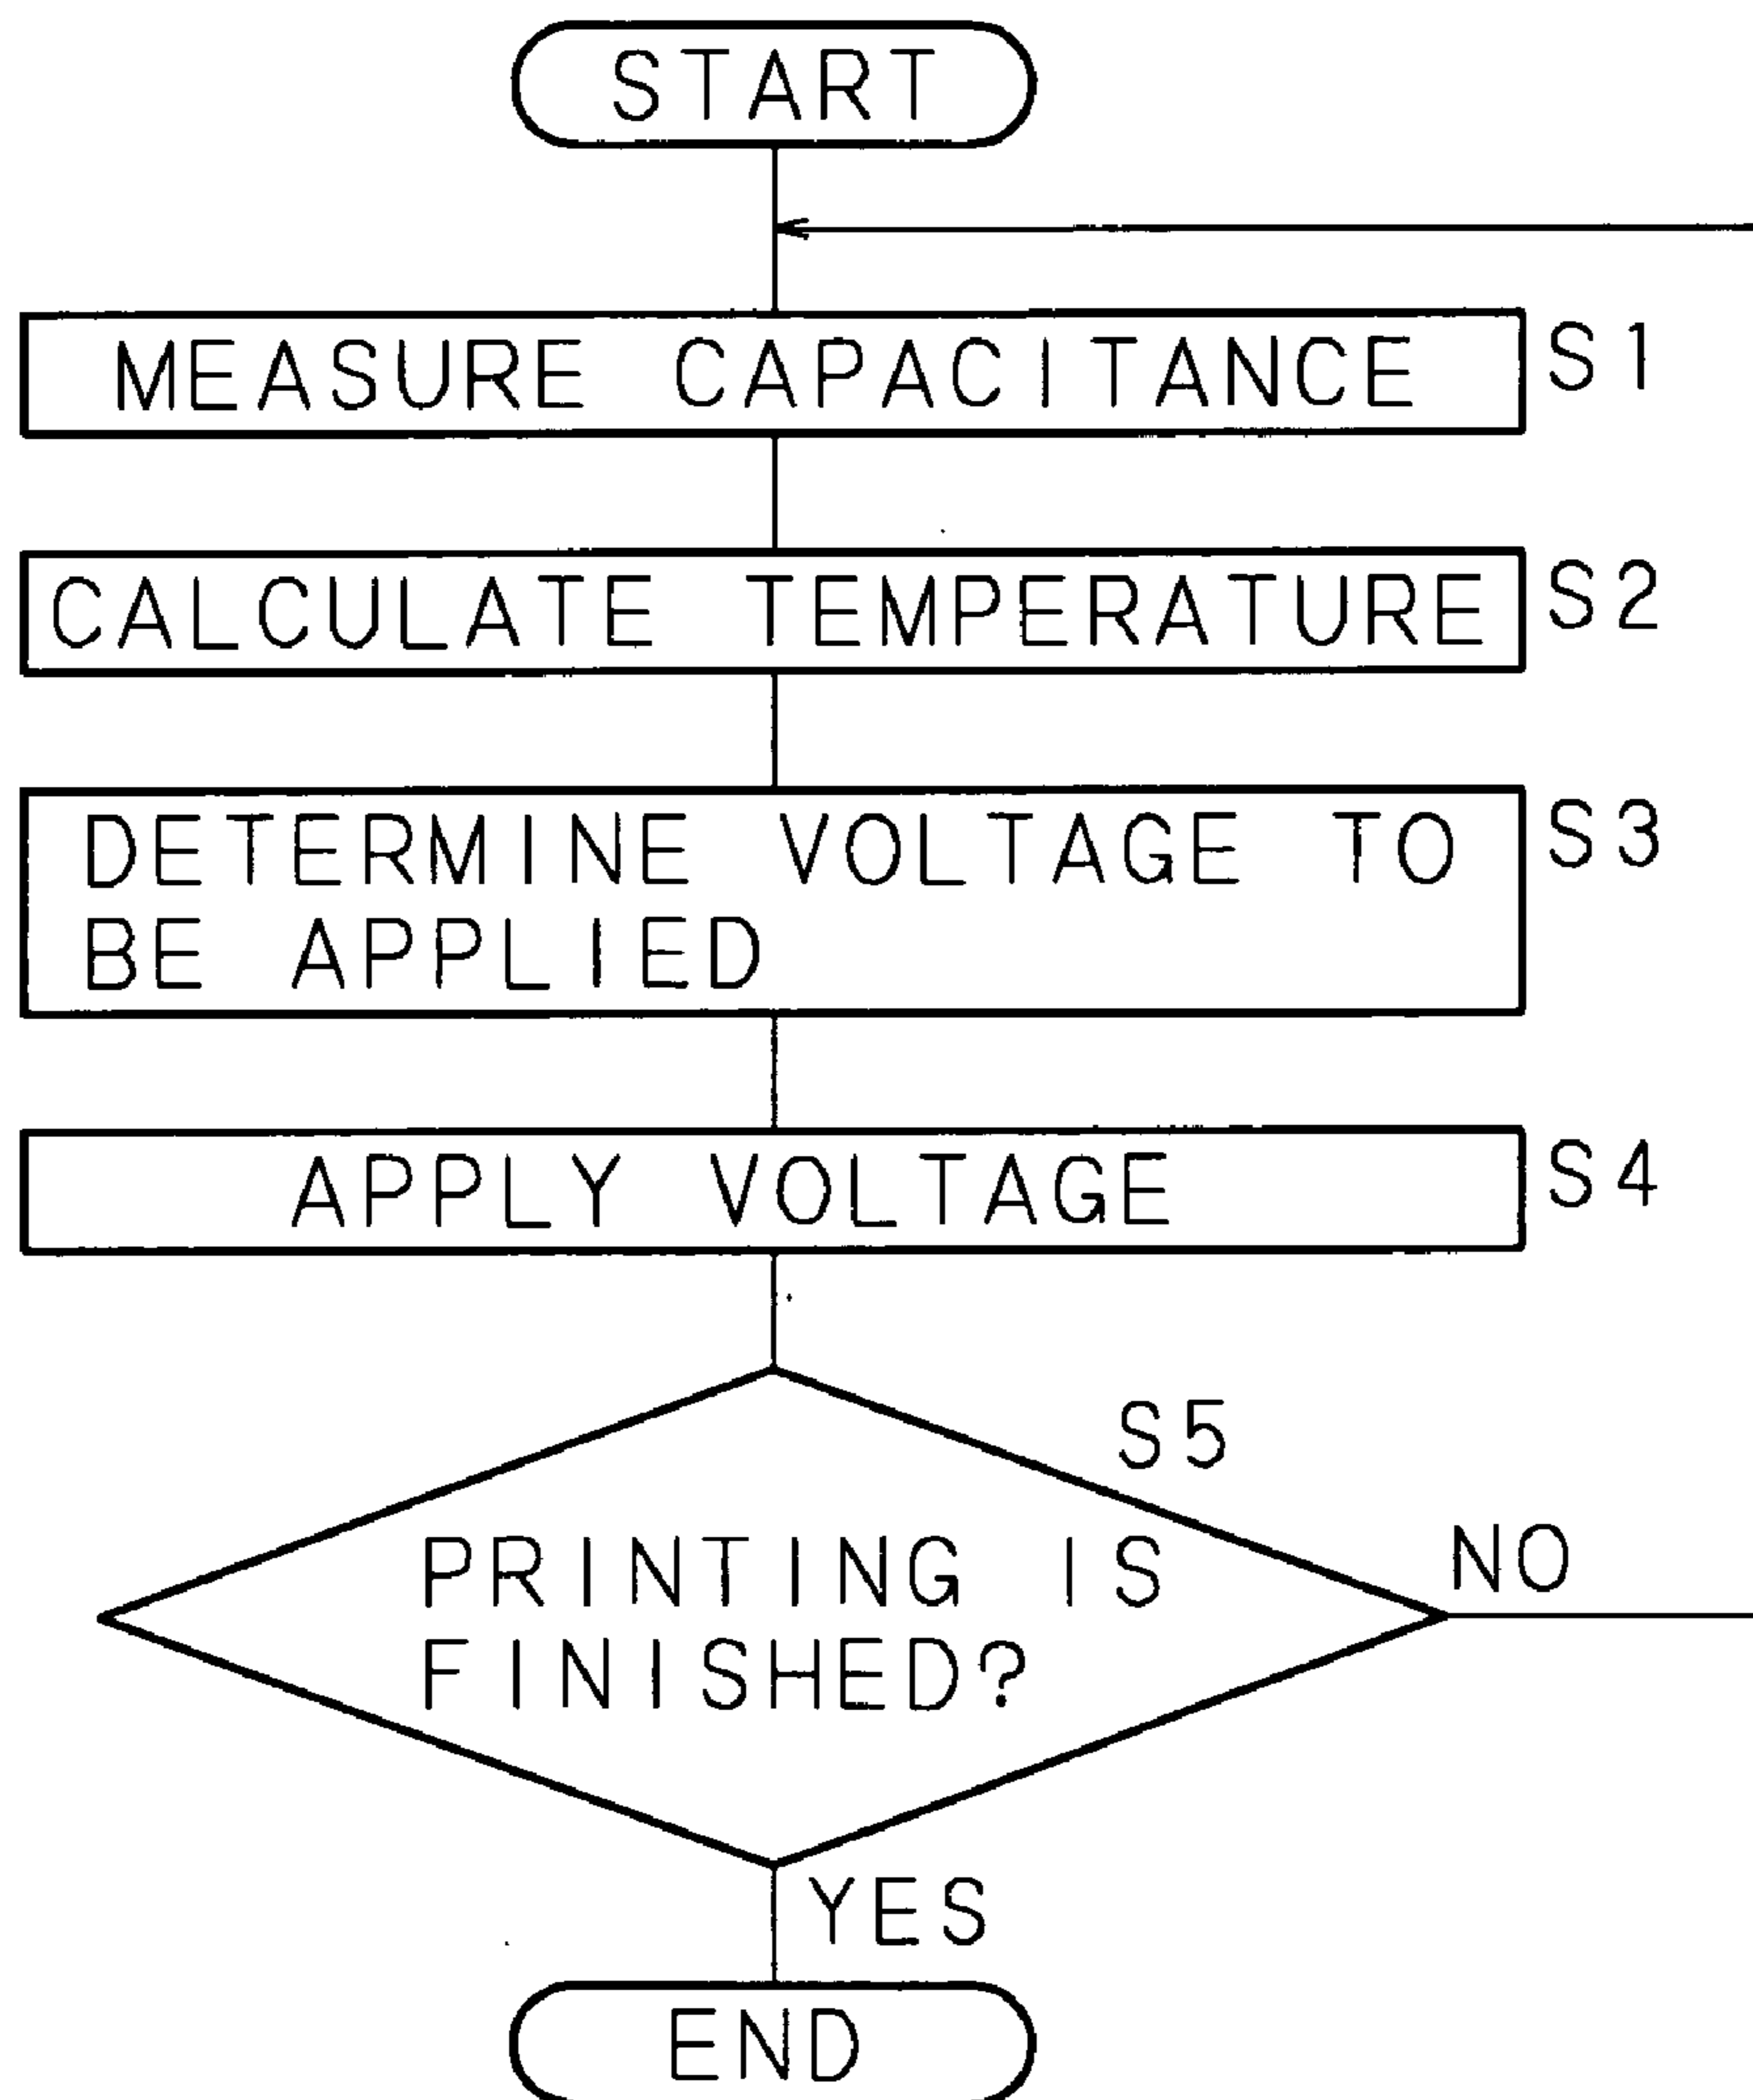 START
MEASURE CAPACITANCE S1
CALCULATE TEMPERATURE S2
DETERMINE VOLTAGE TO S3
BE APPLIED
APPLY VOLTAGE S4
S5
PRINTING IS
FINISHED?
NO
YES
END